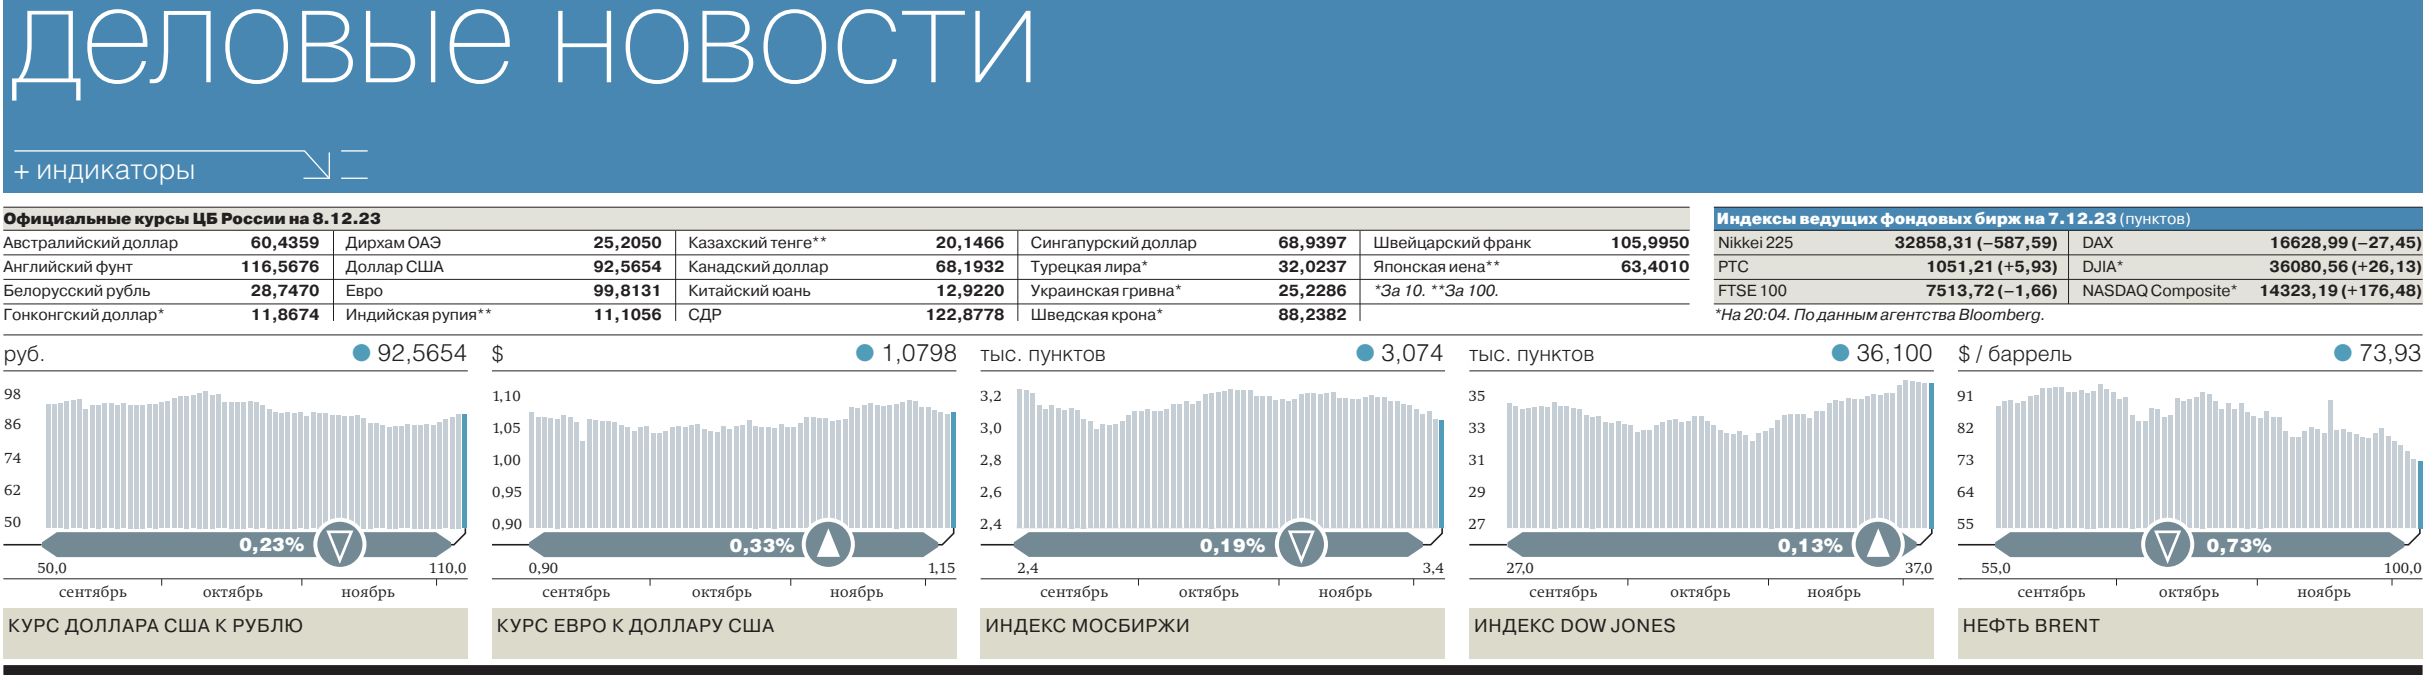 деловые новости
+ индикаторы
Официальные курсы ЦБ России на 8.12.23
Австралийский доллар 60,4359 Дирхам ОАЭ 25,2050 Казахский тенге** 20,1466 Сингапурский доллар 68,9397 Швейцарский франк 105,9950
Английский фунт 116,5676 Доллар США 92,5654 Канадский доллар 68,1932 Турецкая лира* 32,0237 Японская иена** 63,4010
Белорусский рубль 28,7470 Евро 99,8131 Китайский юань 12,9220 Украинская гривна* 25,2286 *За 10. **За 100.
Гонконгский доллар* 11,8674 Индийская рупия** 11,1056 СДР 122,8778 Шведская крона* 88,2382
Индексы ведущих фондовых бирж на 7.12.23 (пунктов)
Nikkei 225 32858,31 (–587,59) DAX 16628,99 (–27,45)
РТС 1051,21 (+5,93) DJIA* 36080,56 (+26,13)
FTSE 100 7513,72 (–1,66) NASDAQ Composite* 14323,19 (+176,48)
*На 20:04. По данным агентства Bloomberg.
руб. 92,5654
98
86
74
62
50
0,23%
50,0 110,0
сентябрь октябрь ноябрь
КУРС ДОЛЛАРА США К РУБЛЮ
$ 1,0798
1,10
1,05
1,00
0,95
0,90
0,33%
0,90 1,15
сентябрь октябрь ноябрь
КУРС ЕВРО К ДОЛЛАРУ США
тыс. пунктов 3,074
3,2
3,0
2,8
2,6
2,4
0,19%
2,4 3,4
сентябрь октябрь ноябрь
ИНДЕКС МОСБИРЖИ
тыс. пунктов 36,100
35
33
31
29
27
0,13%
27,0 37,0
сентябрь октябрь ноябрь
ИНДЕКС DOW JONES
$ / баррель 73,93
91
82
73
64
55
0,73%
55,0 100,0
сентябрь октябрь ноябрь
НЕФТЬ BRENT